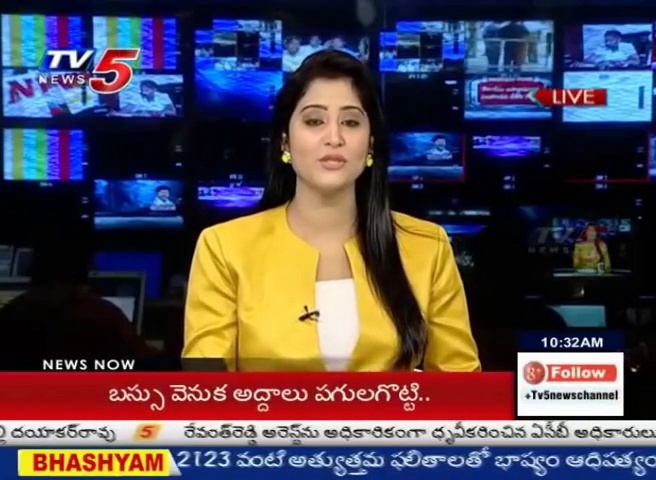 TV5
NEWS
LIVE
10:32AM
NEWS NOW
g+ Follow
బస్సు వెనుక అద్దాలు పగులగొట్టి..
+Tv5newschannel
దయాకర్‌రావు 5 రేవంత్‌రెడ్డి అరెస్ట్‌ను అధికారికంగా ధృవీకరించిన ఏసీబీ అధికారులు
BHASHYAM 2123 వంటి అత్యుత్తమ ఫలితాలతో భాష్యం ఆధిపత్యం